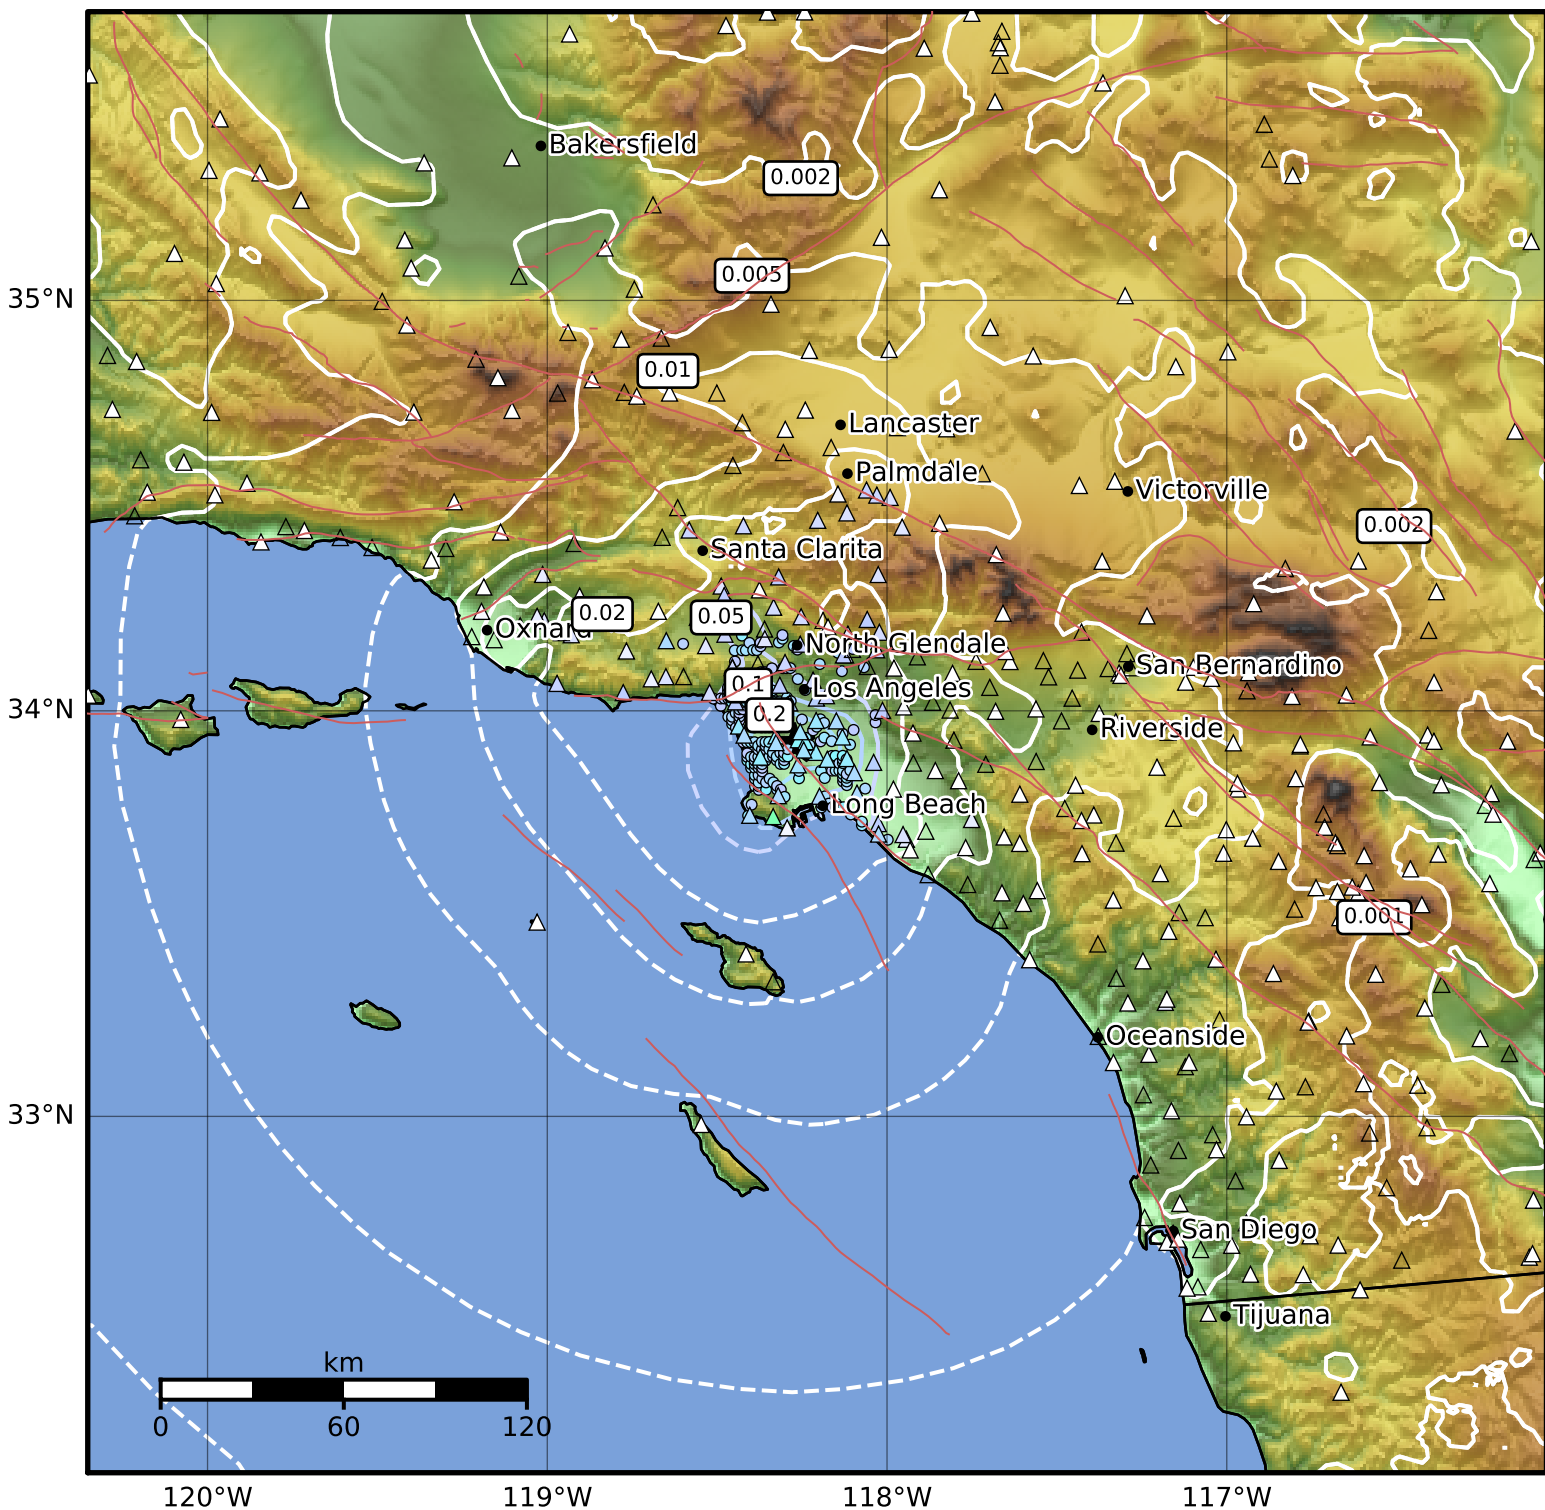 Bakersfield
0.002
35°N
0.005
0.01
Lancaster
Palmdale
Victorville
0.002
Santa Clarita
0.02
0.05
Oxnard
North Glendale
San Bernardino
0.1
Los Angeles
34°N
0.2
Riverside
Long Beach
0.001
Oceanside
33°N
San Diego
Tijuana
km
0 60 120
120°W 119°W 118°W 117°W